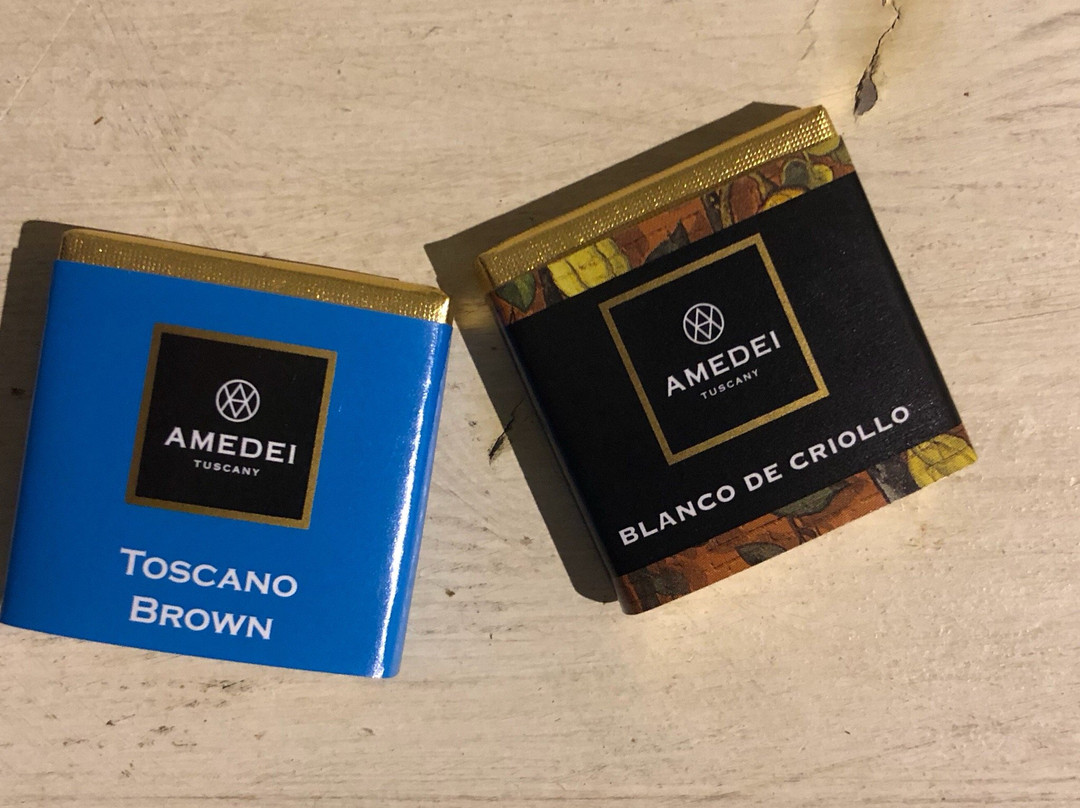 AMEDEI
TUSCANY
TOSCANO
BROWN
AMEDEI
TUSCANY
BLANCO DE CRIOLLO